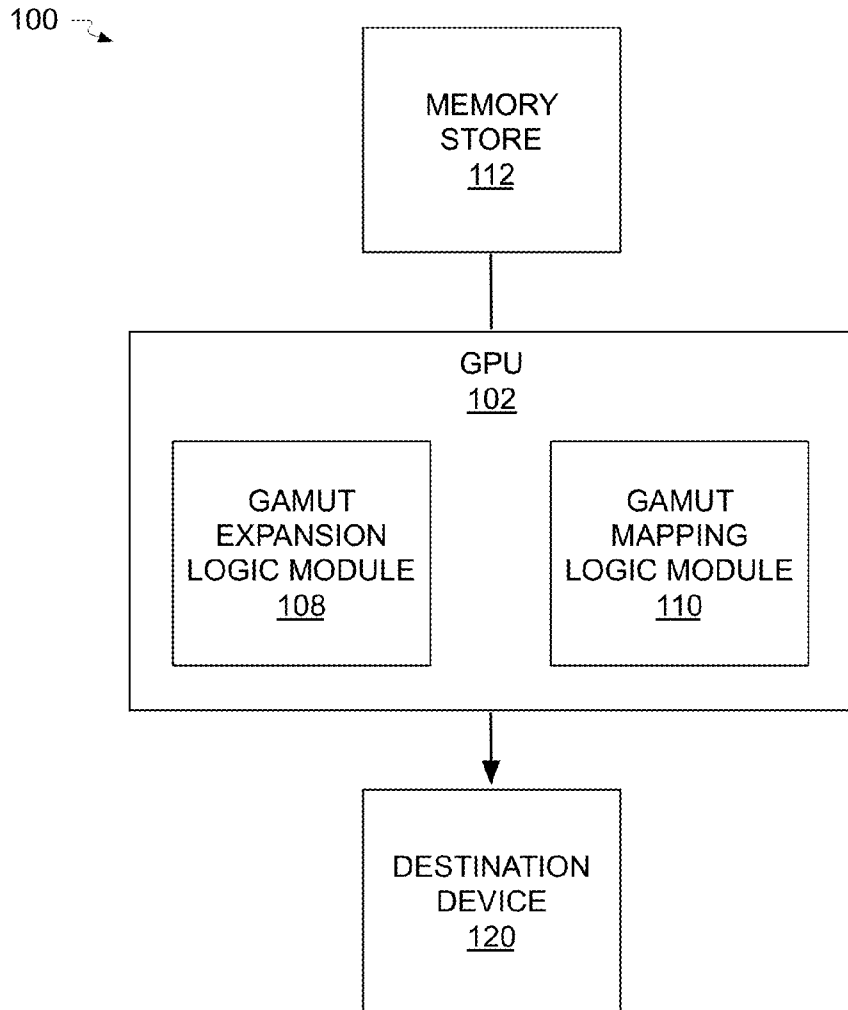 100
MEMORY
STORE
112
GPU
102
GAMUT
EXPANSION
LOGIC MODULE
108
GAMUT
MAPPING
LOGIC MODULE
110
DESTINATION
DEVICE
120